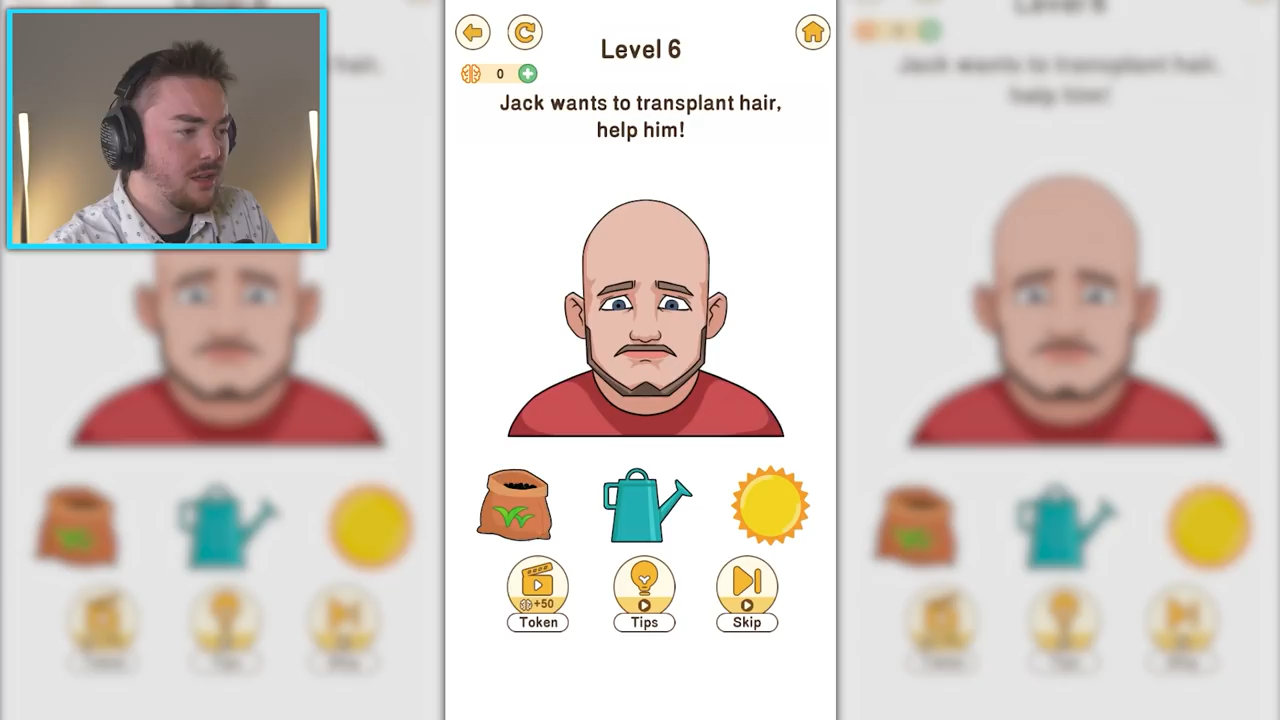 Level 6
0
Jack wants to transplant hair,
help him!
+50
Token
Tips
Skip